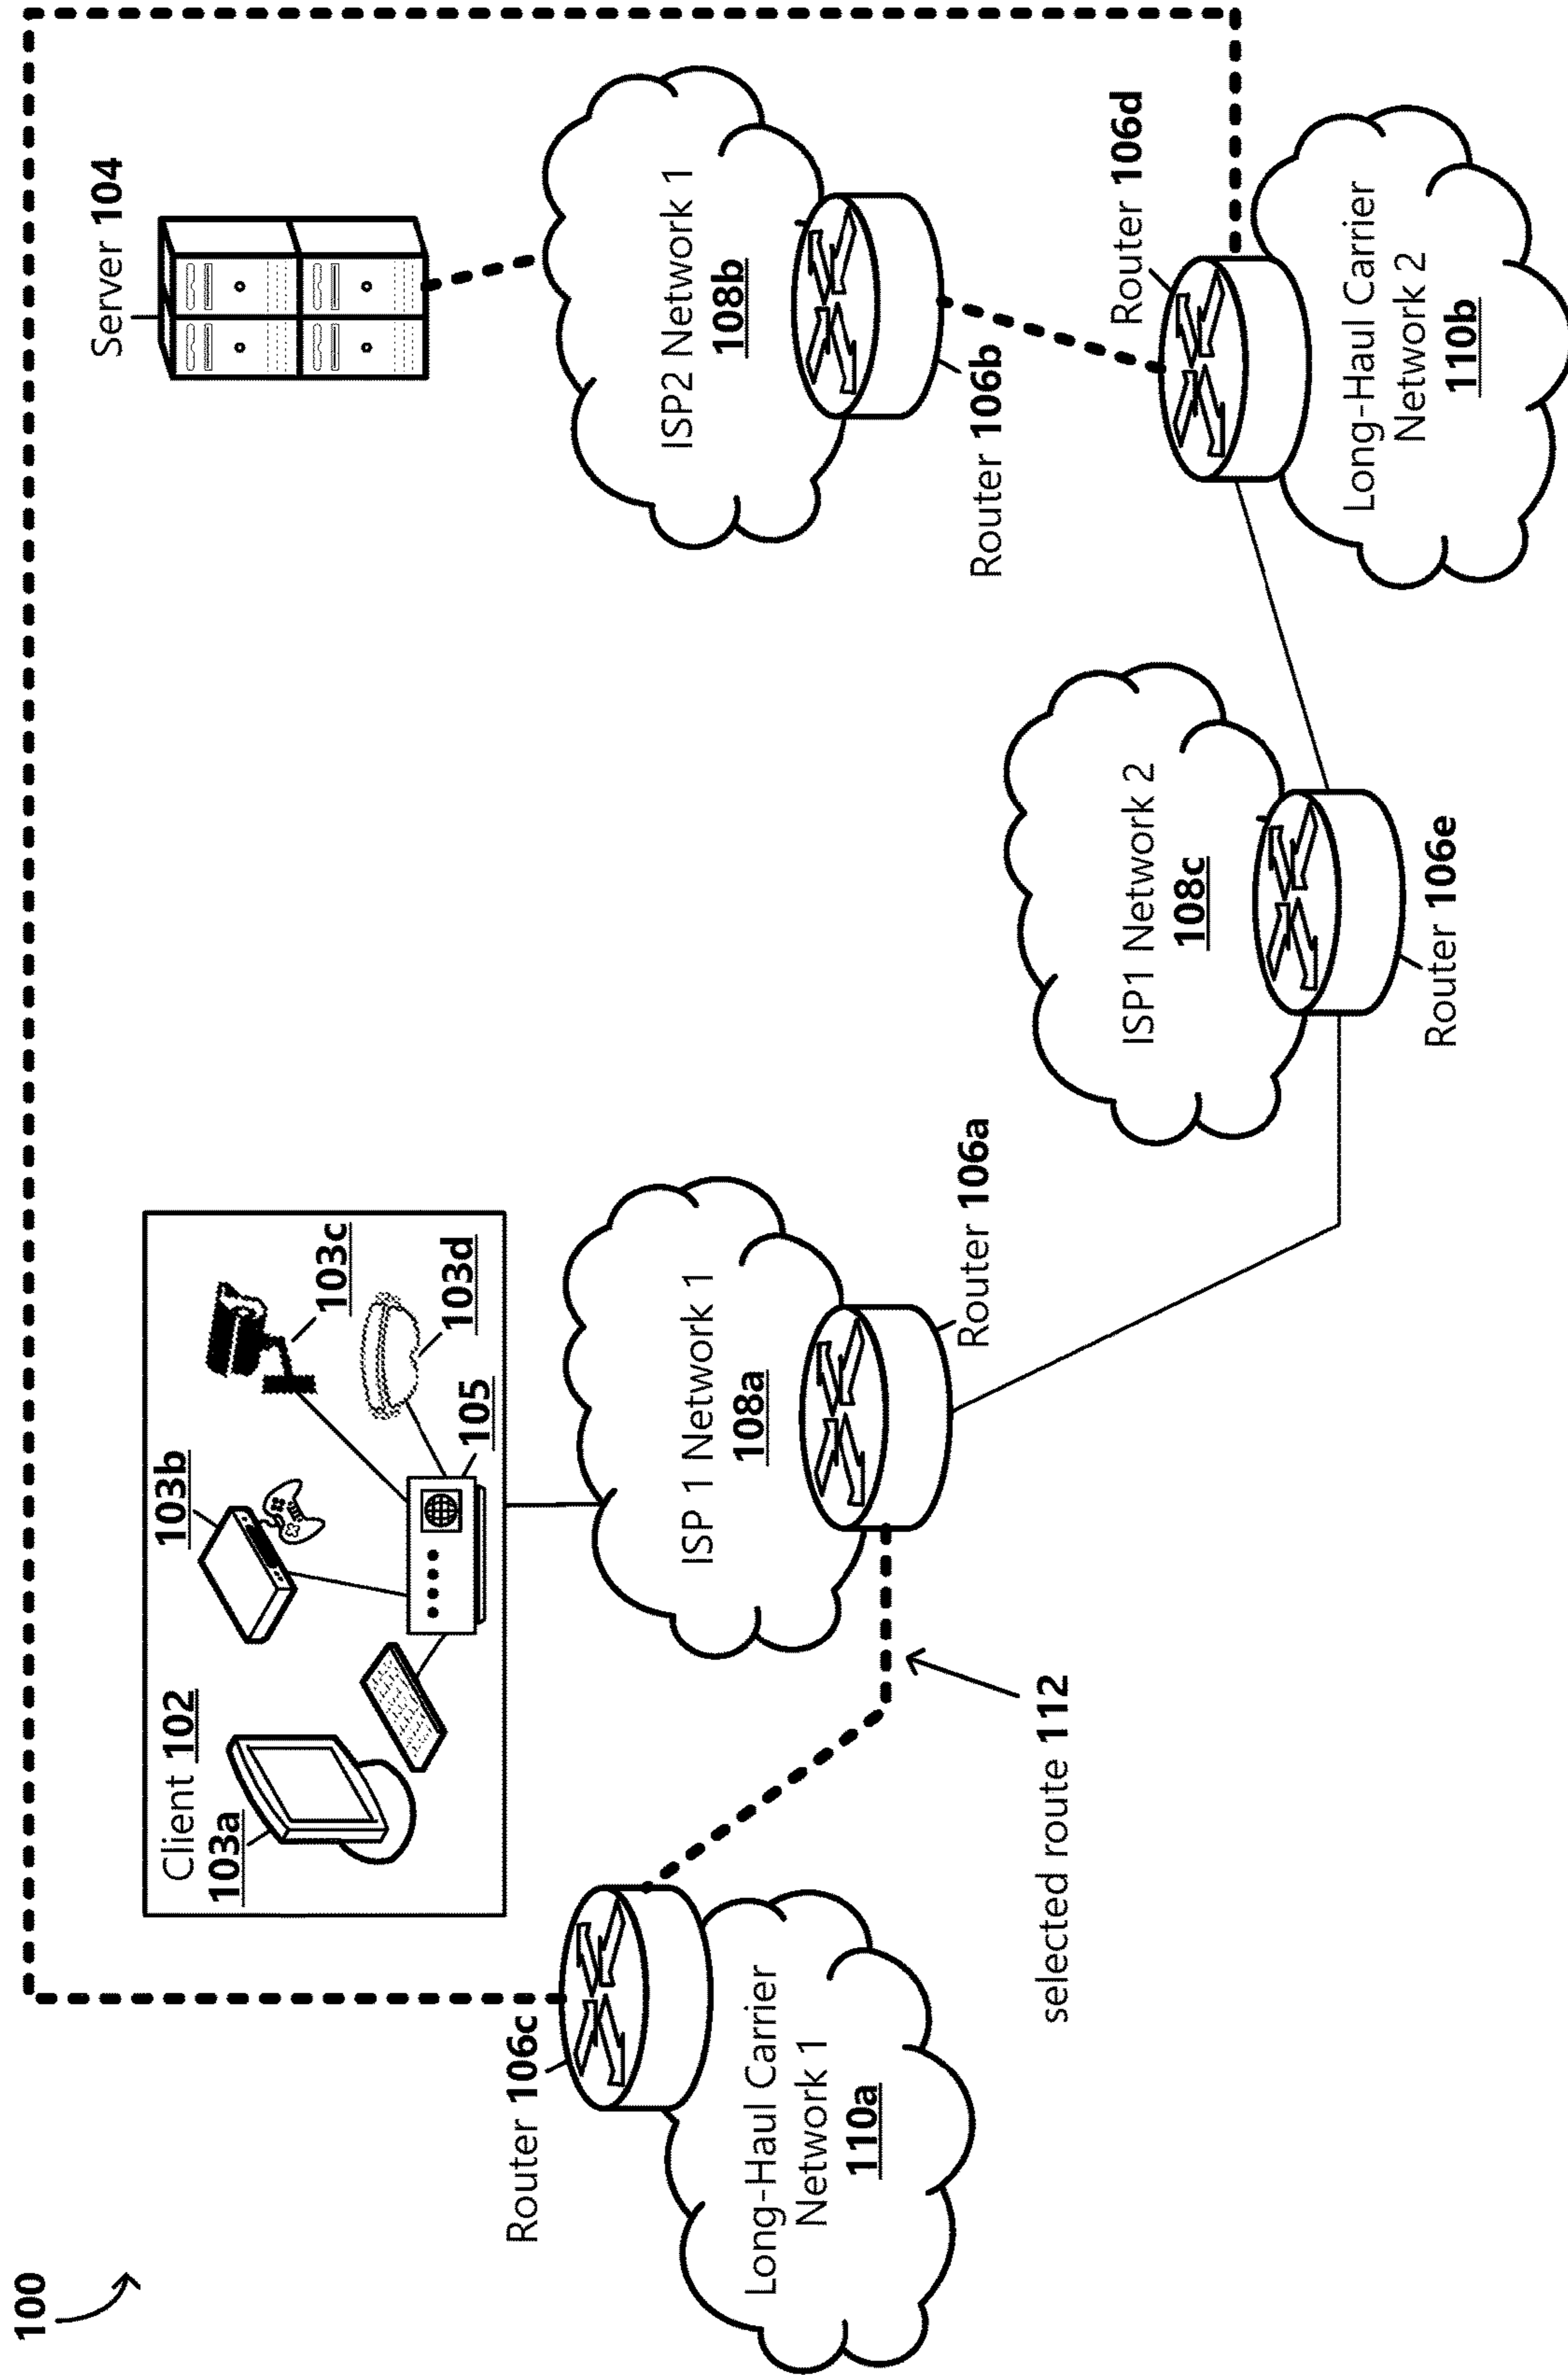 100
Client 102
103a
103b
103c
103d
105
Server 104
Router 106c
Long-Haul Carrier
Network 1
110a
ISP 1 Network 1
108a
Router 106a
selected route 112
ISP1 Network 2
108c
Router 106e
ISP2 Network 1
108b
Router 106b
Router 106d
Long-Haul Carrier
Network 2
110b